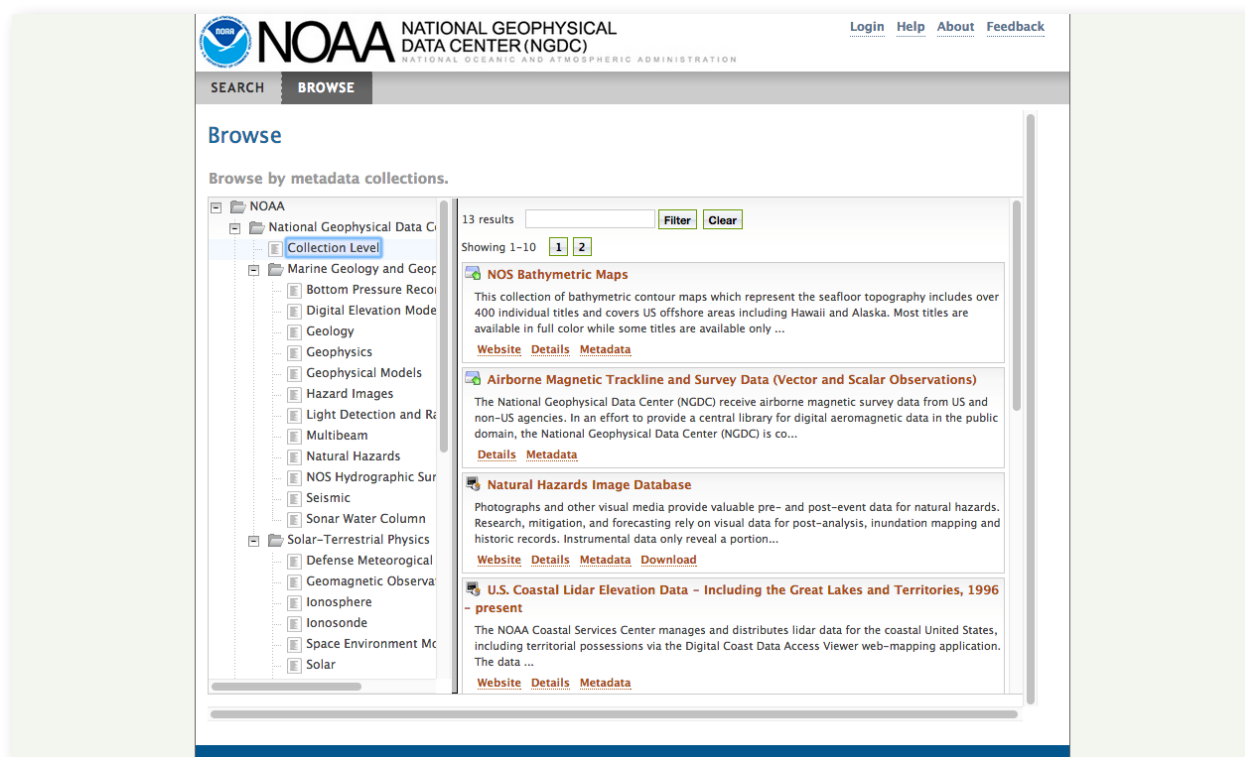 NOAA
NOAA
NATIONAL GEOPHYSICAL
DATA CENTER (NGDC)
NATIONAL OCEANIC AND ATMOSPHERIC ADMINISTRATION
Login Help About Feedback
SEARCH BROWSE
Browse
Browse by metadata collections.
NOAA
National Geophysical Data C
Collection Level
Marine Geology and Geop
Bottom Pressure Reco
Digital Elevation Mode
Geology
Geophysics
Geophysical Models
Hazard Images
Light Detection and Ra
Multibeam
Natural Hazards
NOS Hydrographic Sur
Seismic
Sonar Water Column
Solar-Terrestrial Physics
Defense Meteorogical
Geomagnetic Observa
Ionosphere
Ionosonde
Space Environment Mo
Solar
13 results Filter Clear
Showing 1-10 1 2
NOS Bathymetric Maps
This collection of bathymetric contour maps which represent the seafloor topography includes over
400 individual titles and covers US offshore areas including Hawaii and Alaska. Most titles are
available in full color while some titles are available only ...
Website Details Metadata
Airborne Magnetic Trackline and Survey Data (Vector and Scalar Observations)
The National Geophysical Data Center (NGDC) receive airborne magnetic survey data from US and
non-US agencies. In an effort to provide a central library for digital aeromagnetic data in the public
domain, the National Geophysical Data Center (NGDC) is co...
Details Metadata
Natural Hazards Image Database
Photographs and other visual media provide valuable pre- and post-event data for natural hazards.
Research, mitigation, and forecasting rely on visual data for post-analysis, inundation mapping and
historic records. Instrumental data only reveal a portion...
Website Details Metadata Download
U.S. Coastal Lidar Elevation Data - Including the Great Lakes and Territories, 1996
- present
The NOAA Coastal Services Center manages and distributes lidar data for the coastal United States,
including territorial possessions via the Digital Coast Data Access Viewer web-mapping application.
The data ...
Website Details Metadata